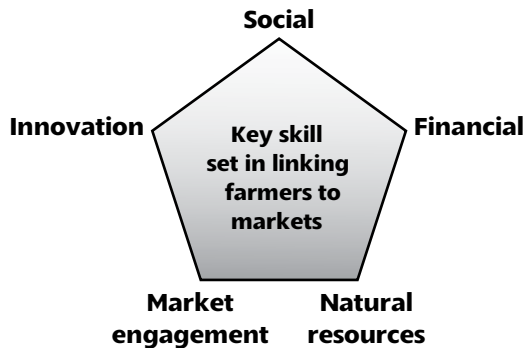 Social
Innovation
Financial
Key skill
set in linking
farmers to
markets
Market
engagement
Natural
resources